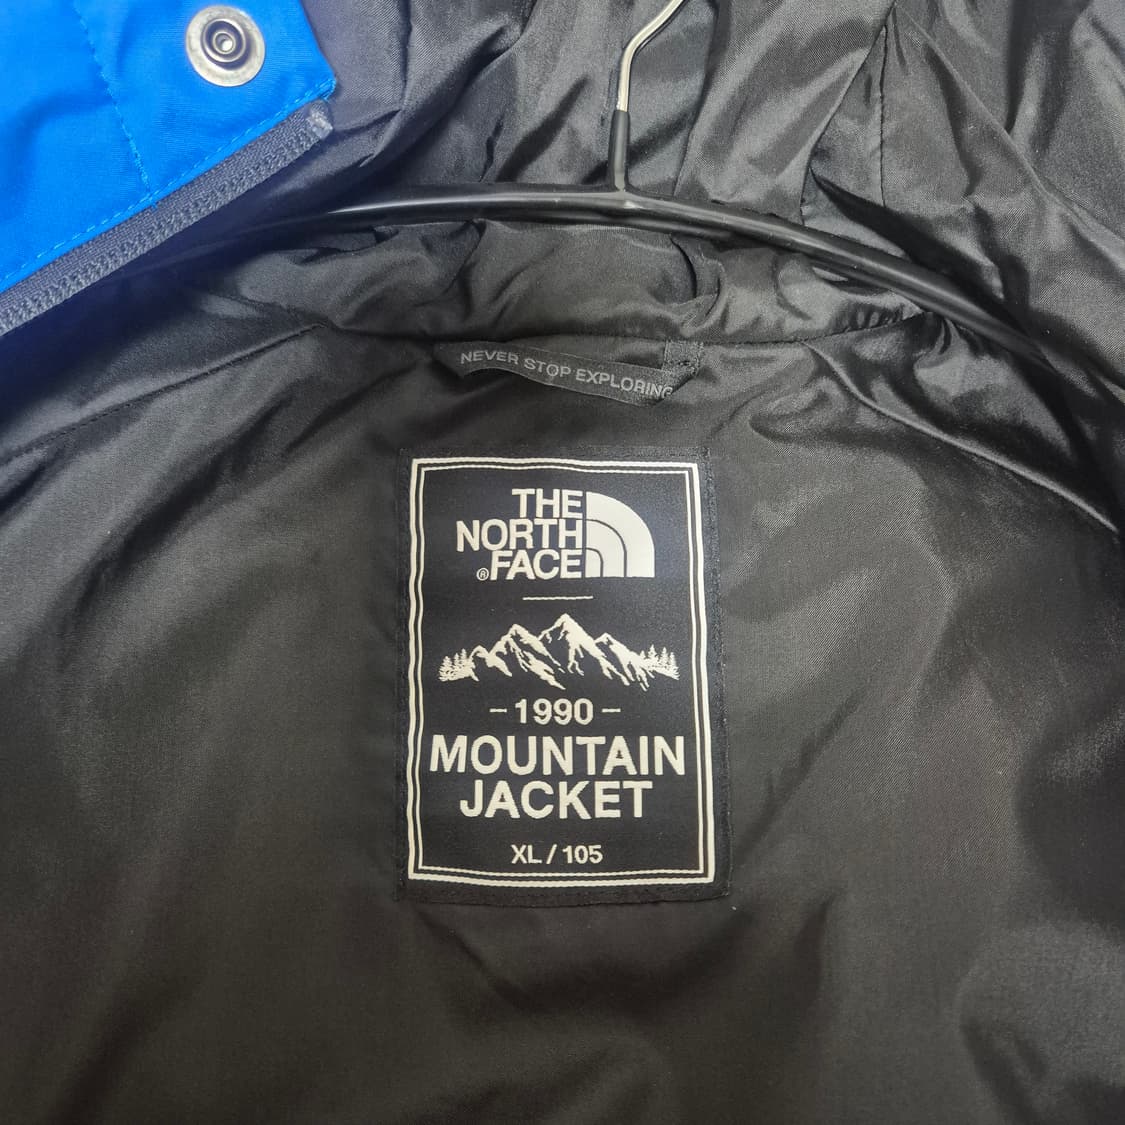 NEVER STOP EXPLORING
THE
NORTH
®FACE
- 1990 -
MOUNTAIN
JACKET
XL / 105